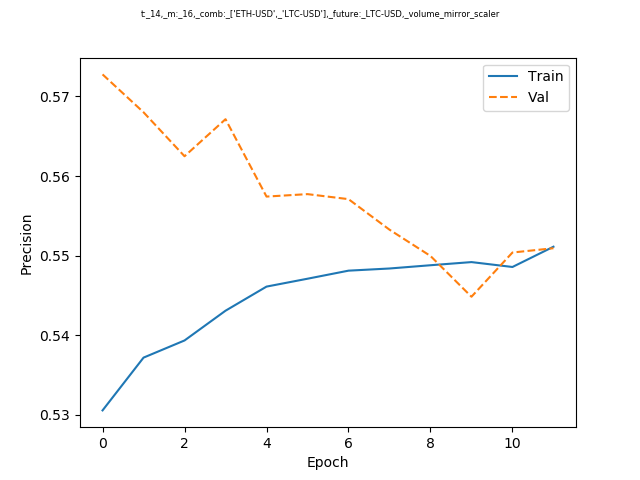 t:_14,_m:_16,_comb:_['ETH-USD',_'LTC-USD'],_future:_LTC-USD,_volume_mirror_scaler
Train
Val
0.57
0.56
0.55
0.54
0.53
Precision
0 2 4 6 8 10
Epoch